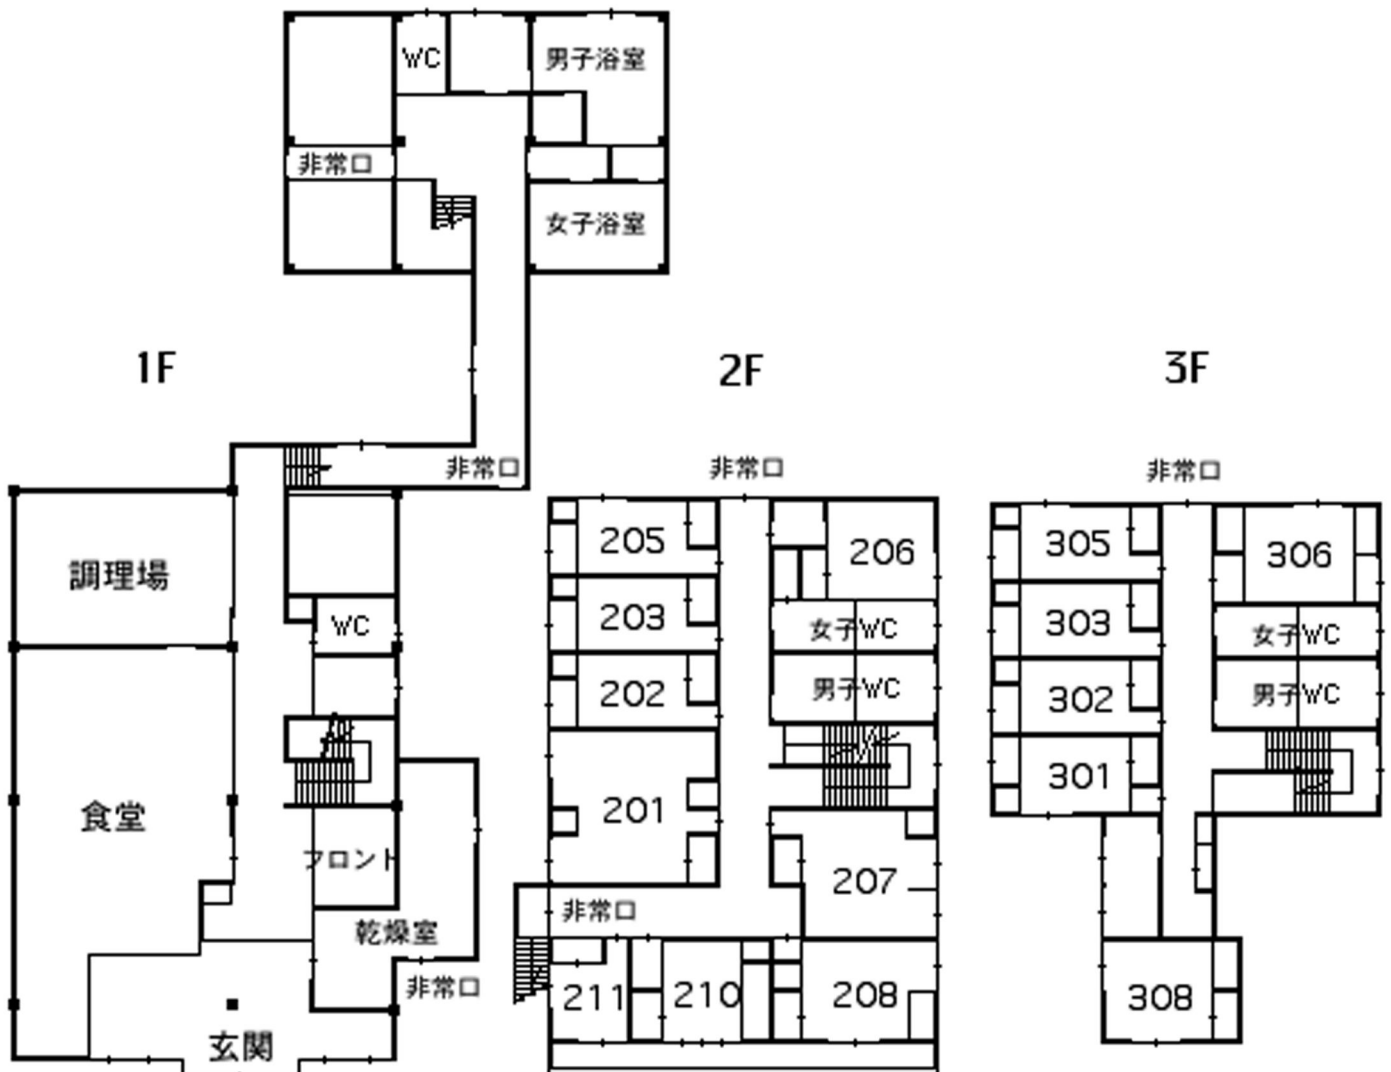 WC
男子浴室
非常口
女子浴室
1F
非常口
調理場
WC
食堂
フロント
乾燥室
非常口
玄関
2F
非常口
205
206
203
女子WC
202
男子WC
201
207
非常口
211
210
208
3F
非常口
305
306
303
女子WC
302
男子WC
301
308